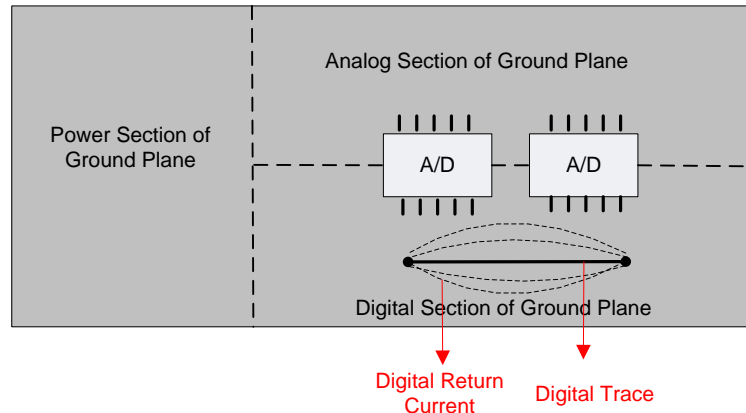 Analog Section of Ground Plane
Power Section of
Ground Plane
A/D
A/D
Digital Section of Ground Plane
Digital Return
Current
Digital Trace